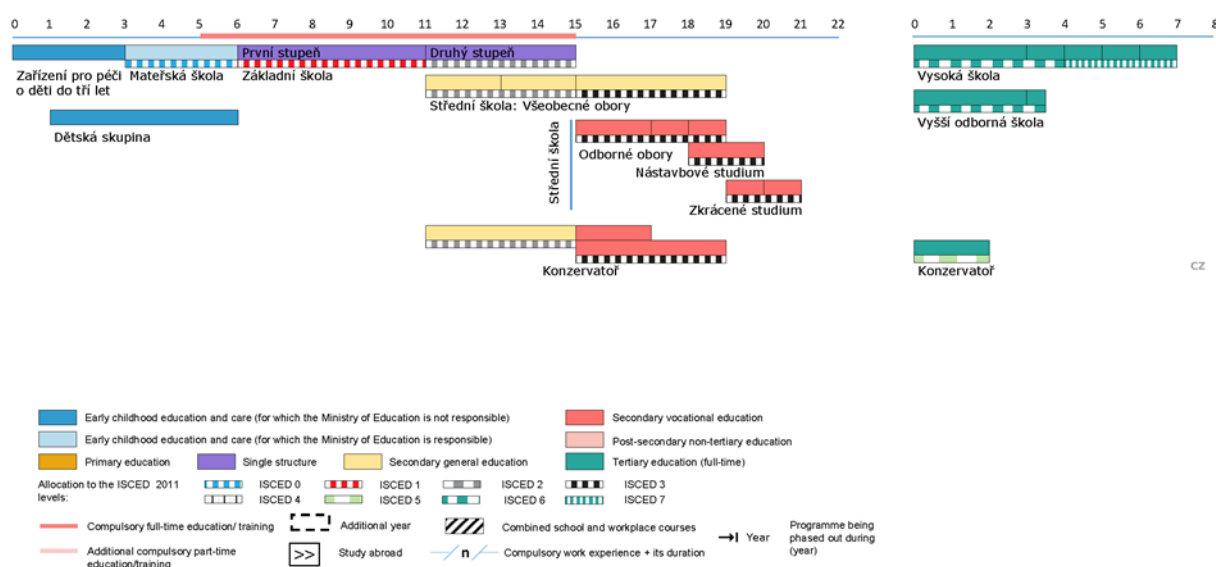 0 1 2 3 4 5 6 7 8 9 10 11 12 13 14 15 16 17 18 19 20 21 22 0 1 2 3 4 5 6 7 8
První stupeň Druhý stupeň
Zařízení pro péči
o děti do tří let
Mateřská škola
Základní škola
Vysoká škola
Střední škola: Všeobecné obory
Vyšší odborná škola
Dětská skupina
Střední škola
Odborné obory
Nástavbové studium
Zkrácené studium
Konzervatoř
Konzervatoř
CZ
Early childhood education and care (for which the Ministry of Education is not responsible)
Secondary vocational education
Early childhood education and care (for which the Ministry of Education is responsible)
Post-secondary non-tertiary education
Primary education
Single structure
Secondary general education
Tertiary education (full-time)
Allocation to the ISCED 2011
levels:
ISCED 0 ISCED 1 ISCED 2 ISCED 3
ISCED 4 ISCED 5 ISCED 6 ISCED 7
Compulsory full-time education/ training
Additional year
Combined school and workplace courses
Year
Programme being
phased out during
(year)
Additional compulsory part-time
education/training
>> Study abroad
n Compulsory work experience + its duration